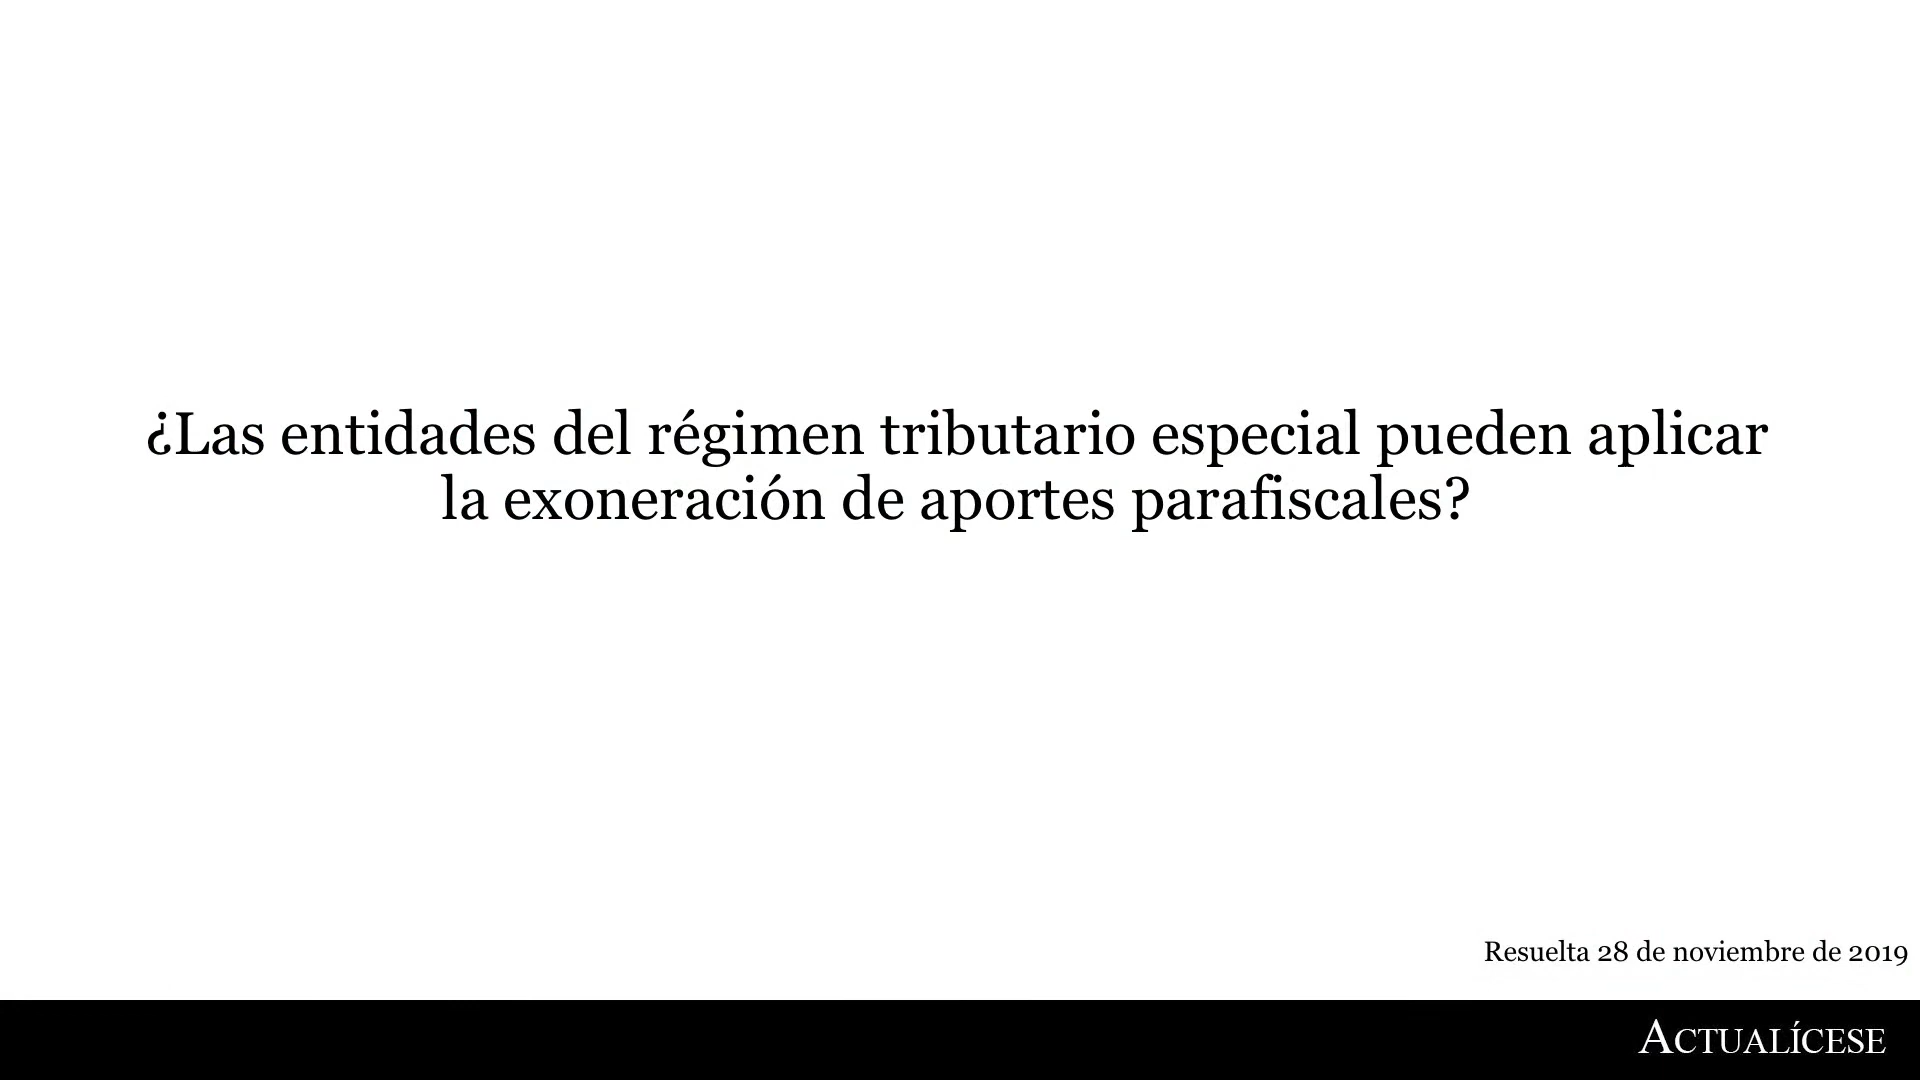 ¿Las entidades del régimen tributario especial pueden aplicar
la exoneración de aportes parafiscales?
Resuelta 28 de noviembre de 2019
ACTUALÍCESE